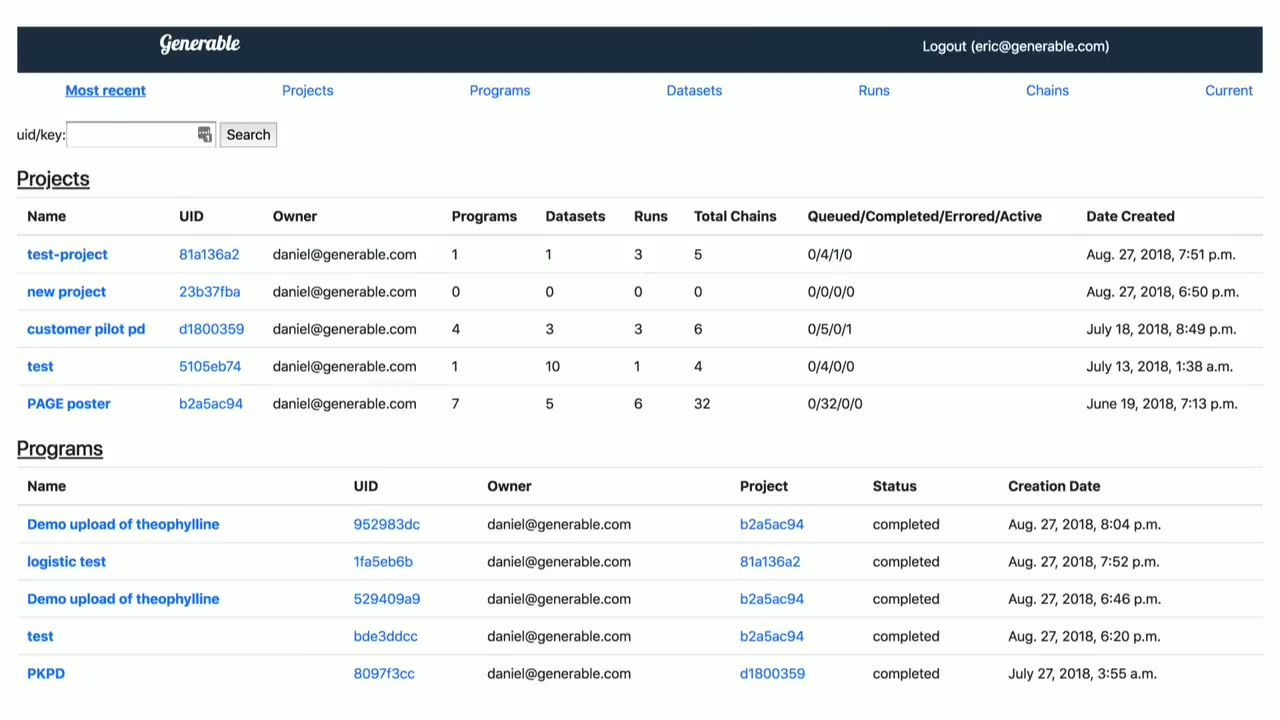 Generable Logout (eric@generable.com)
Most recent Projects Programs Datasets Runs Chains Current
uid/key: Search
Projects
Name UID Owner Programs Datasets Runs Total Chains Queued/Completed/Errored/Active Date Created
test-project 81a136a2 daniel@generable.com 1 1 3 5 0/4/1/0 Aug. 27, 2018, 7:51 p.m.
new project 23b37fba daniel@generable.com 0 0 0 0 0/0/0/0 Aug. 27, 2018, 6:50 p.m.
customer pilot pd d1800359 daniel@generable.com 4 3 3 6 0/5/0/1 July 18, 2018, 8:49 p.m.
test 5105eb74 daniel@generable.com 1 10 1 4 0/4/0/0 July 13, 2018, 1:38 a.m.
PAGE poster b2a5ac94 daniel@generable.com 7 5 6 32 0/32/0/0 June 19, 2018, 7:13 p.m.
Programs
Name UID Owner Project Status Creation Date
Demo upload of theophylline 952983dc daniel@generable.com b2a5ac94 completed Aug. 27, 2018, 8:04 p.m.
logistic test 1fa5eb6b daniel@generable.com 81a136a2 completed Aug. 27, 2018, 7:52 p.m.
Demo upload of theophylline 529409a9 daniel@generable.com b2a5ac94 completed Aug. 27, 2018, 6:46 p.m.
test bde3ddcc daniel@generable.com b2a5ac94 completed Aug. 27, 2018, 6:20 p.m.
PKPD 8097f3cc daniel@generable.com d1800359 completed July 27, 2018, 3:55 a.m.